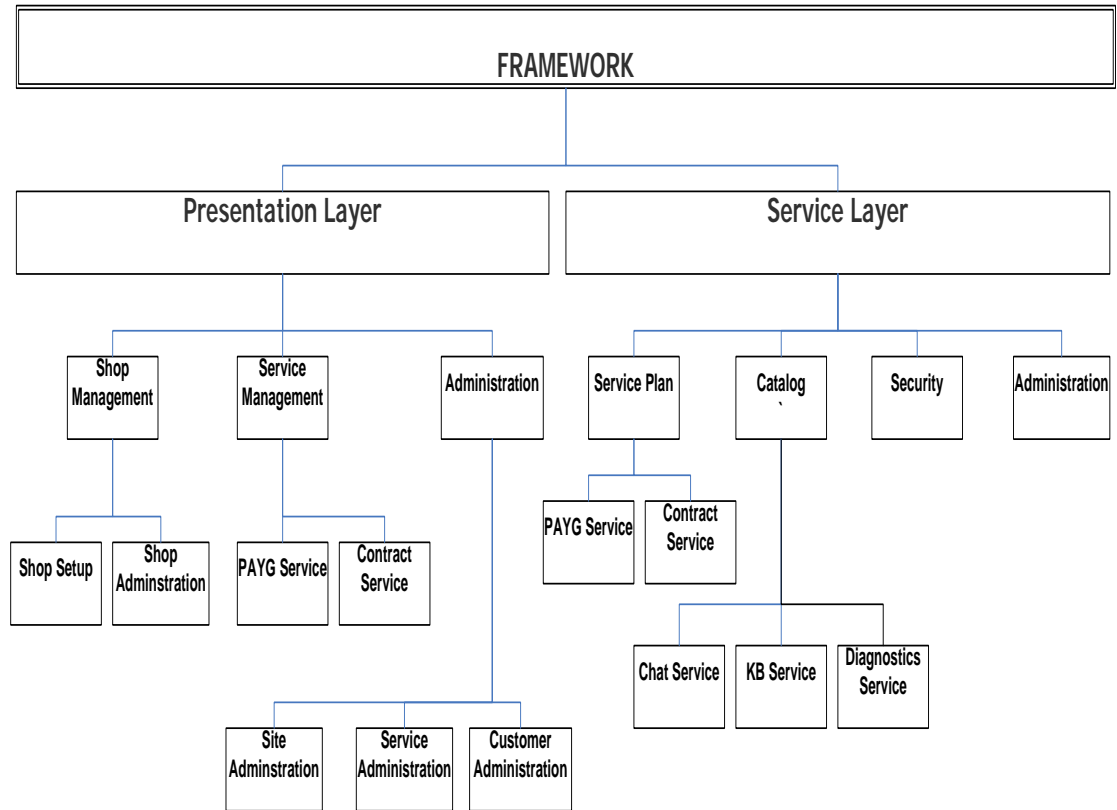 FRAMEWORK
Presentation Layer
Service Layer
Shop
Management
Service
Management
Administration
Service Plan
Catalog
`
Security
Administration
PAYG Service
Contract
Service
Shop Setup
Shop
Adminstration
PAYG Service
Contract
Service
Chat Service
KB Service
Diagnostics
Service
Site
Adminstration
Service
Administration
Customer
Administration